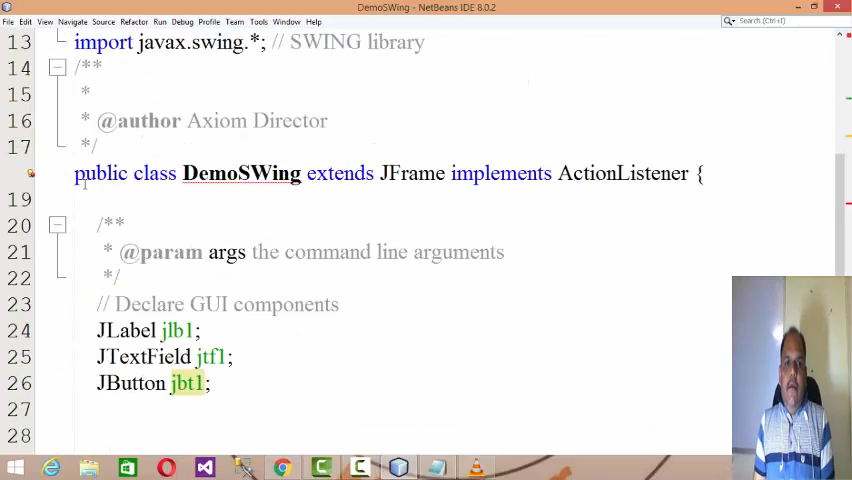 DemoSWing - NetBeans IDE 8.0.2
File Edit View Navigate Source Refactor Run Debug Profile Team Tools Window Help
Search (Ctrl+I)
13 import javax.swing.*; // SWING library
14 /**
15 *
16 * @author Axiom Director
17 */
public class DemoSWing extends JFrame implements ActionListener {
19
20 /**
21 * @param args the command line arguments
22 */
23 // Declare GUI components
24 JLabel jlb1;
25 JTextField jtf1;
26 JButton jbt1;
27
28